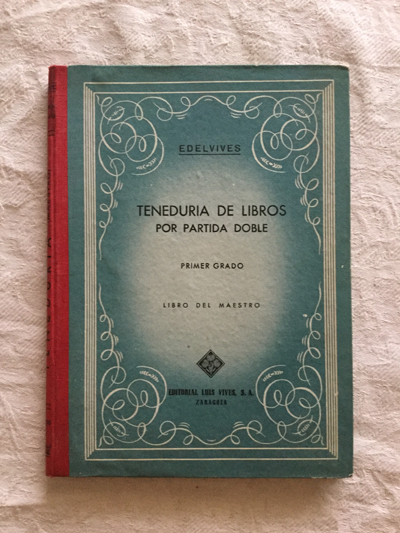 EDELVIVES
TENEDURIA DE LIBROS
POR PARTIDA DOBLE
PRIMER GRADO
LIBRO DEL MAESTRO
EDITORIAL LUIS VIVES, S. A.
ZARAGOZA